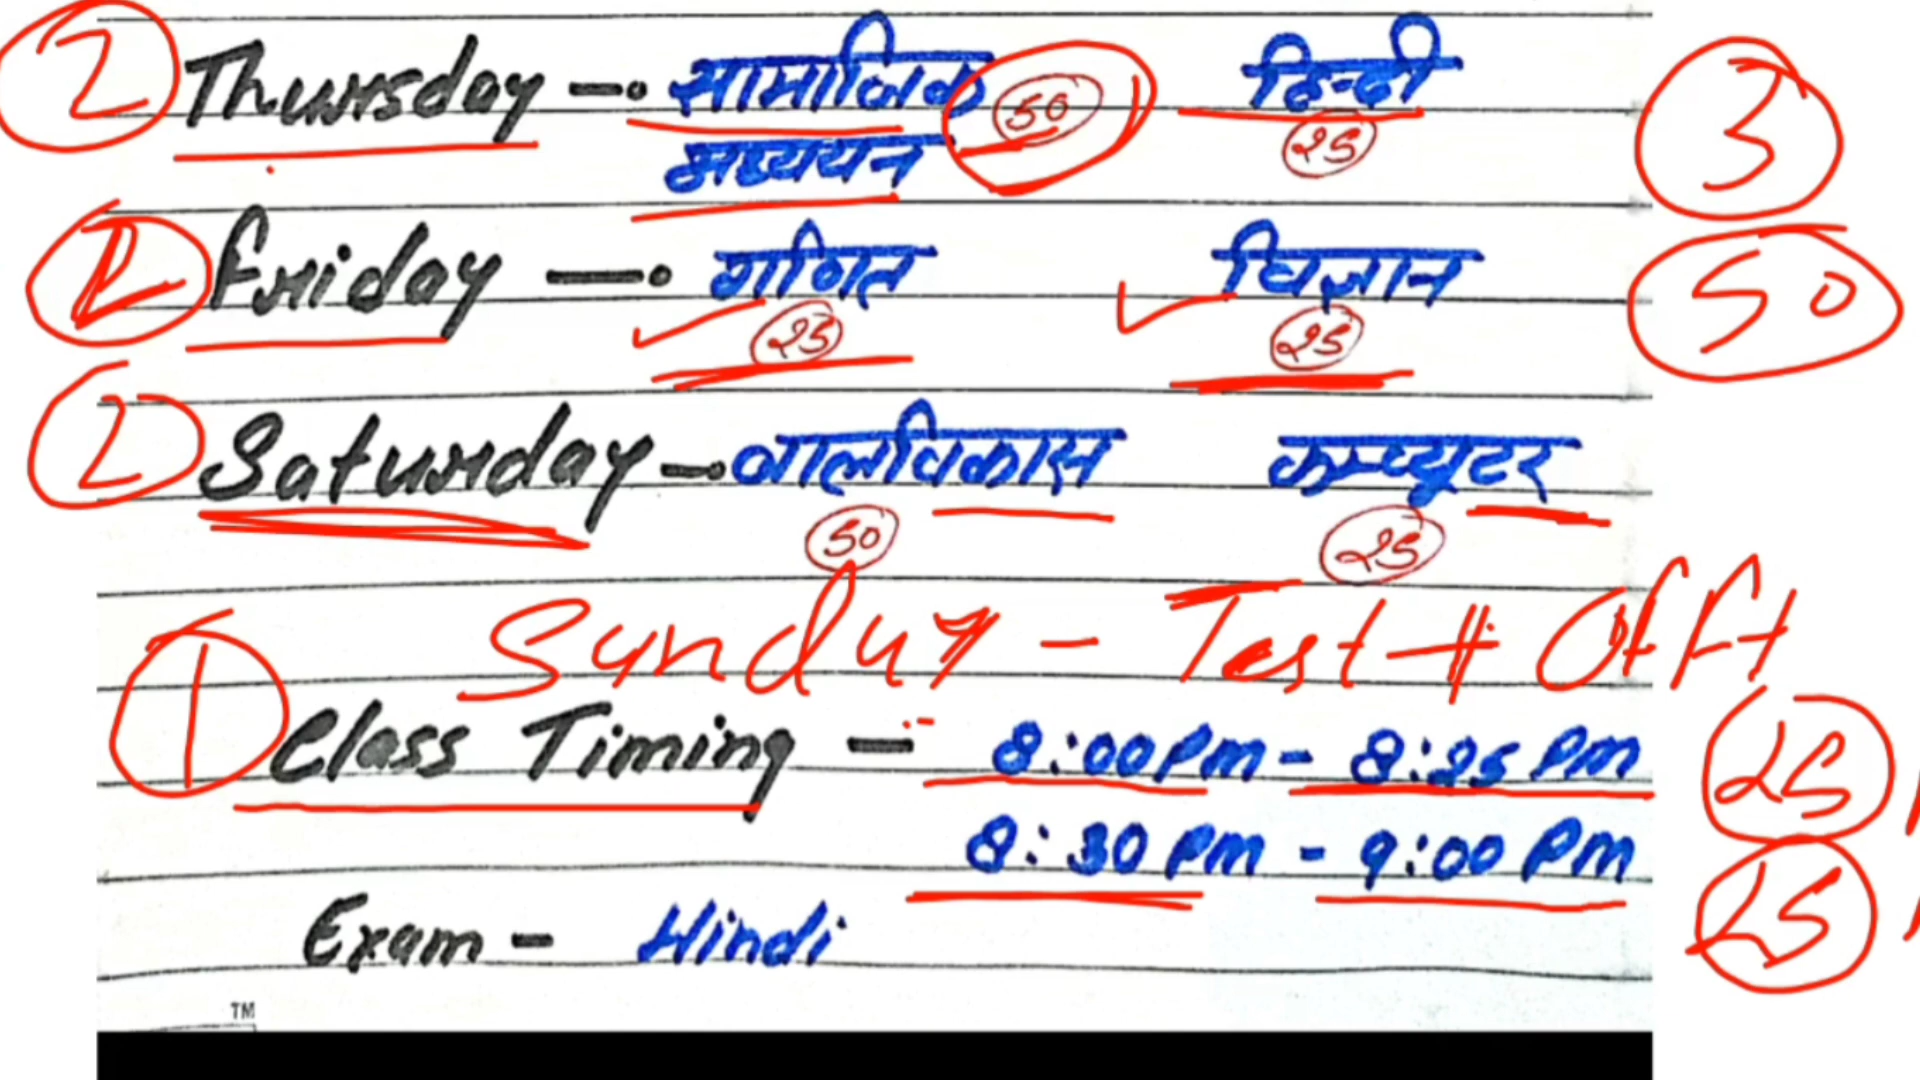 2 Thursday - सामाजिक 50 हिन्दी 3
अध्ययन 25
2 Friday - गणित विज्ञान 50
25 25
2 Saturday - बालविकास कम्प्यूटर
50 25
Sunday - Test # Off
1 Class Timing - 8:00 Pm - 8:25 Pm 25
8:30 Pm - 9:00 Pm
Exam - Hindi 25
TM